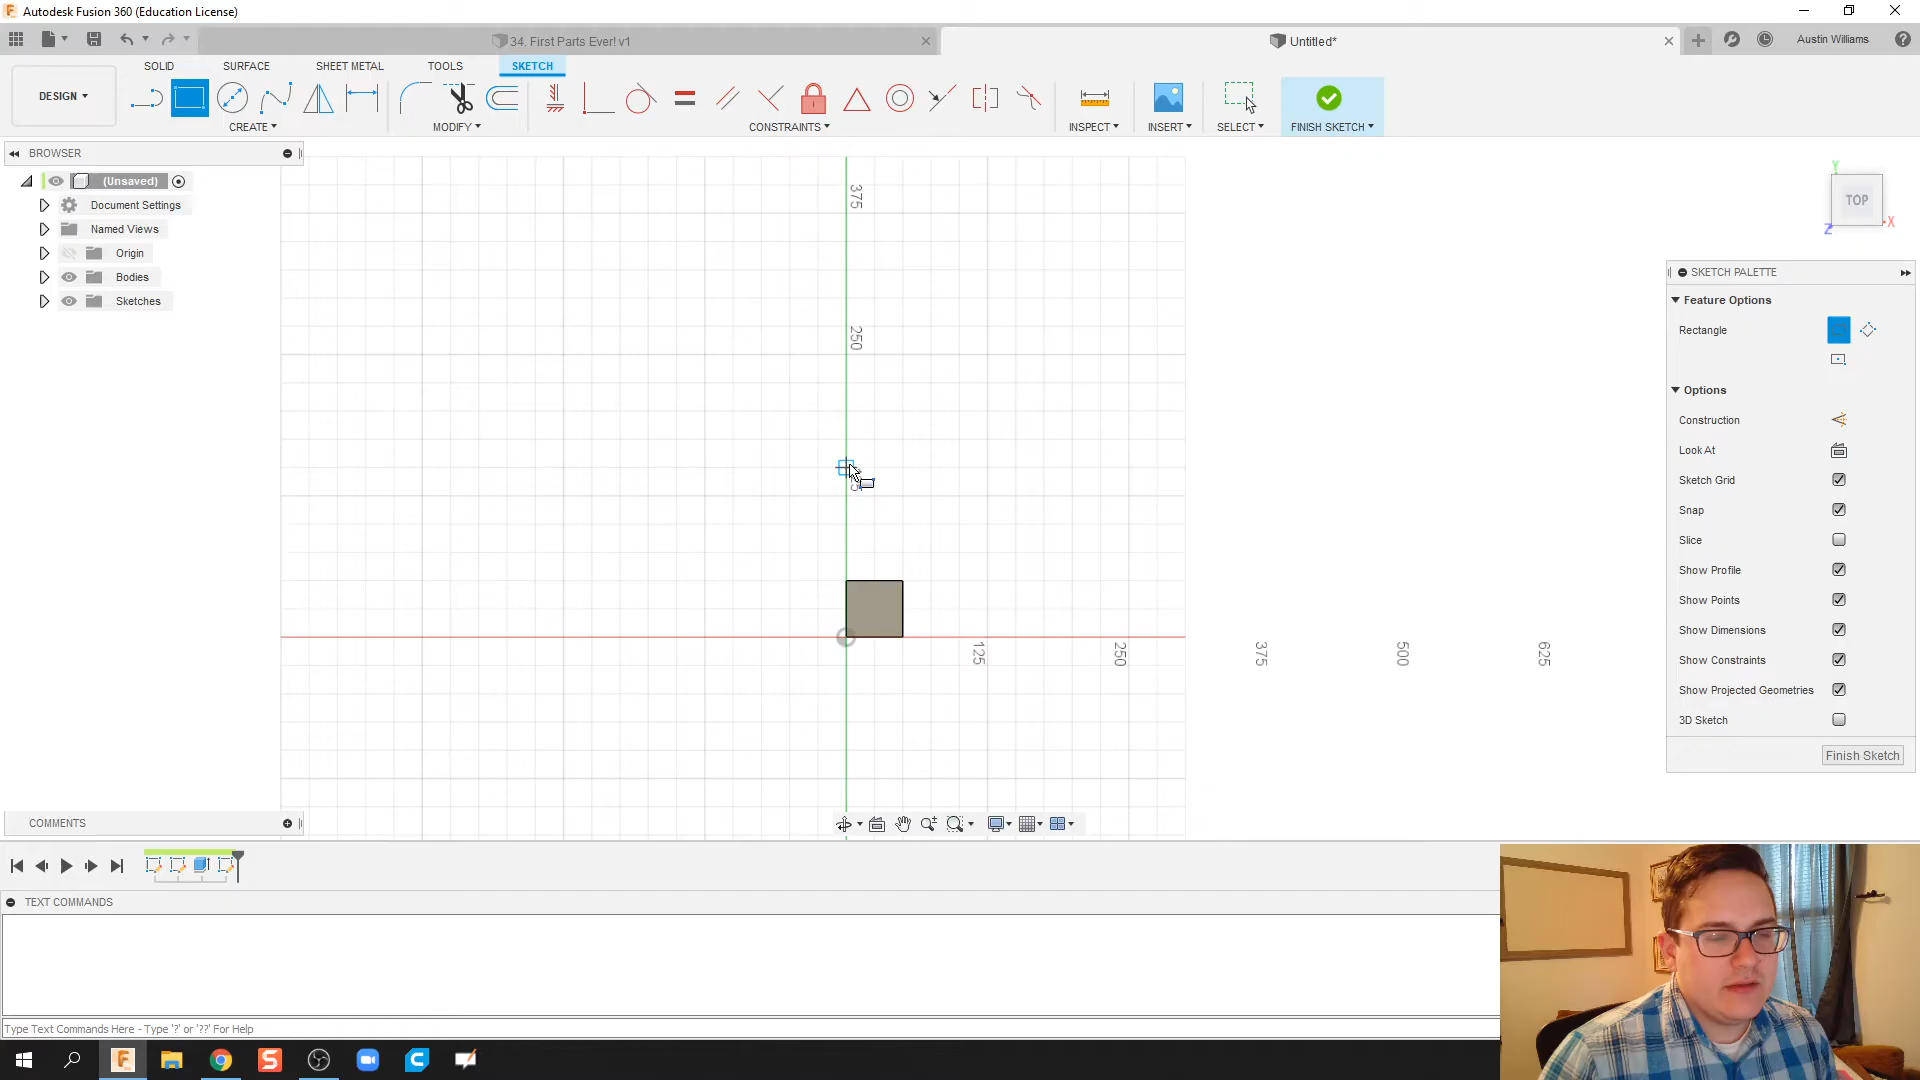 Autodesk Fusion 360 (Education License)
34. First Parts Ever! v1
Untitled*
Austin Williams
DESIGN
SOLID
SURFACE
SHEET METAL
TOOLS
SKETCH
CREATE
MODIFY
CONSTRAINTS
INSPECT
INSERT
SELECT
FINISH SKETCH
BROWSER
(Unsaved)
Document Settings
Named Views
Origin
Bodies
Sketches
375
250
125
250
375
500
625
Y
TOP
X
Z
SKETCH PALETTE
Feature Options
Rectangle
Options
Construction
Look At
Sketch Grid
Snap
Slice
Show Profile
Show Points
Show Dimensions
Show Constraints
Show Projected Geometries
3D Sketch
Finish Sketch
COMMENTS
TEXT COMMANDS
Type Text Commands Here - Type '?' or '??' For Help